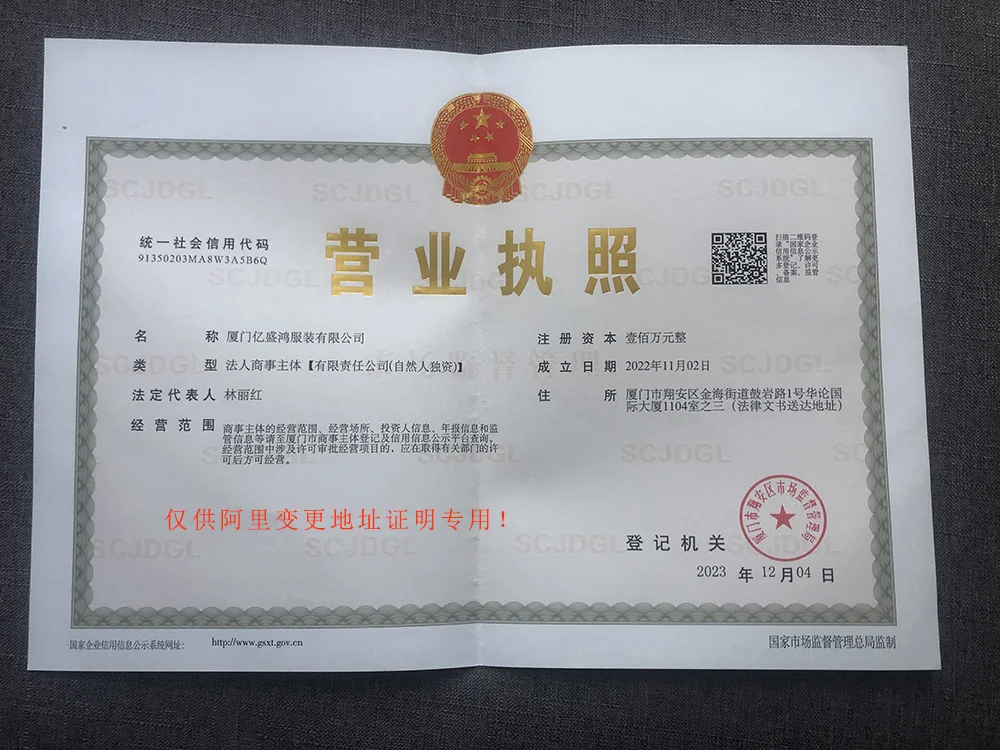 统一社会信用代码
91350203MA8W3A5B6Q
营业执照
扫描二维码登录“国家企业信用信息公示系统”了解更多登记、备案、许可、监管信息
名称 厦门亿盛鸿服装有限公司
类型 法人商事主体【有限责任公司(自然人独资)】
法定代表人 林丽红
经营范围 商事主体的经营范围、经营场所、投资人信息、年报信息和监
管信息等请至厦门市商事主体登记及信用信息公示平台查询。
经营范围中涉及许可审批经营项目的，应在取得有关部门的许
可后方可经营。
注册资本 壹佰万元整
成立日期 2022年11月02日
住所 厦门市翔安区金海街道鼓岩路1号华论国
际大厦1104室之三（法律文书送达地址）
仅供阿里变更地址证明专用！
登记机关
厦门市翔安区市场监督管理局
2023 年 12 月 04 日
国家企业信用信息公示系统网址：
http://www.gsxt.gov.cn
国家市场监督管理总局监制
SCJDGL